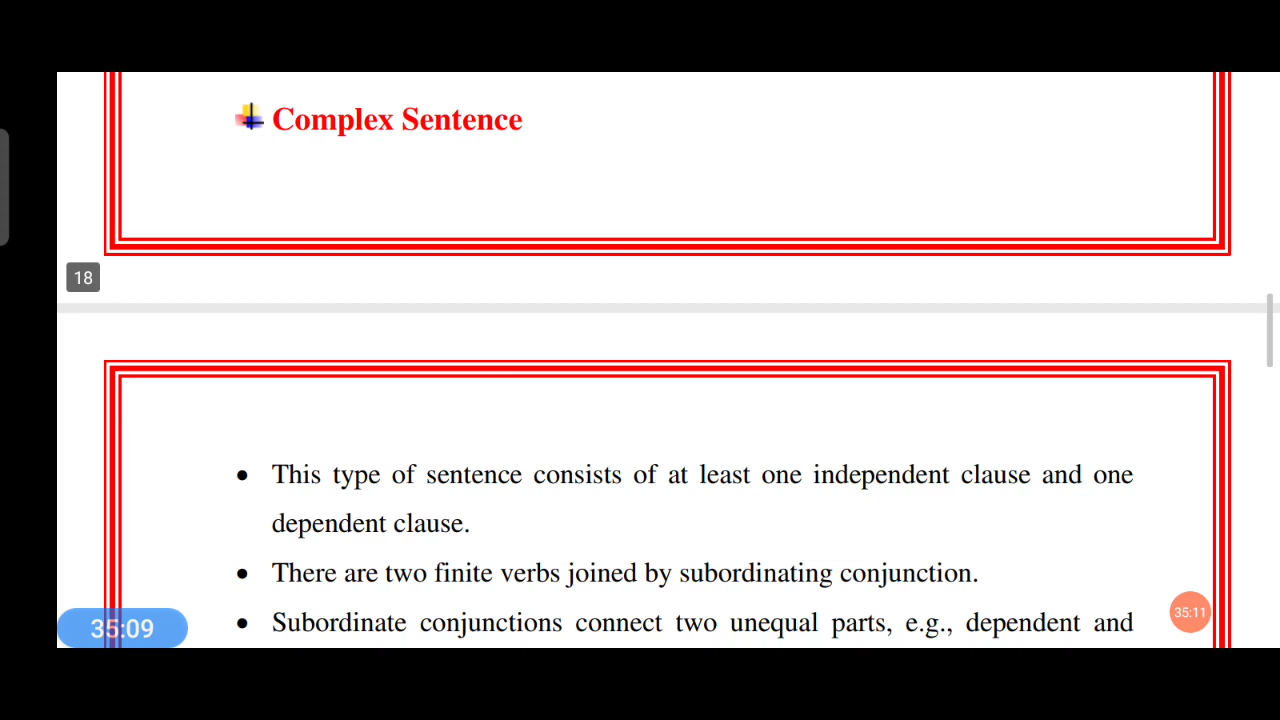 Complex Sentence
18
• This type of sentence consists of at least one independent clause and one
dependent clause.
• There are two finite verbs joined by subordinating conjunction.
• Subordinate conjunctions connect two unequal parts, e.g., dependent and
35:09
35:11